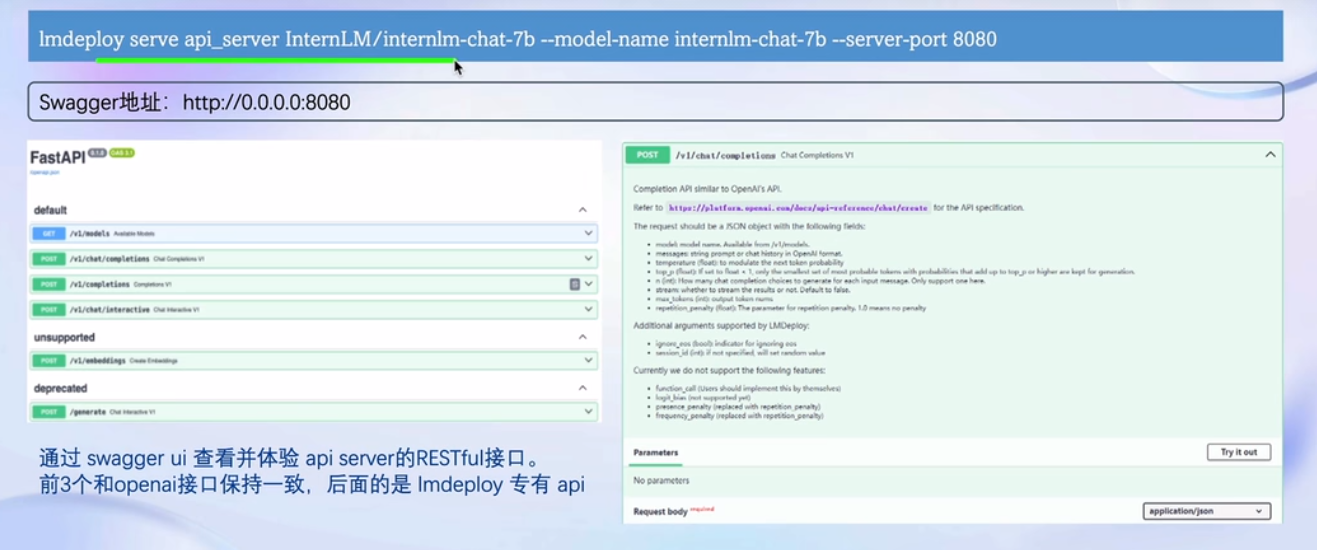 lmdeploy serve api_server InternLM/internlm-chat-7b --model-name internlm-chat-7b --server-port 8080
Swagger地址：http://0.0.0.0:8080
FastAPI 0.1.0 OAS 3.1
/openapi.json
default
GET /v1/models Available Models
POST /v1/chat/completions Chat Completions V1
POST /v1/completions Completions V1
POST /v1/chat/interactive Chat Interactive V1
unsupported
POST /v1/embeddings Create Embeddings
deprecated
POST /generate Chat Interactive V1
通过 swagger ui 查看并体验 api server的RESTful接口。
前3个和openai接口保持一致，后面的是 lmdeploy 专有 api
POST /v1/chat/completions Chat Completions V1
Completion API similar to OpenAI's API.
Refer to https://platform.openai.com/docs/api-reference/chat/create for the API specification.
The request should be a JSON object with the following fields:
• model: model name. Available from /v1/models.
• messages: string prompt or chat history in OpenAI format.
• temperature (float): to modulate the next token probability
• top_p (float): If set to float < 1, only the smallest set of most probable tokens with probabilities that add up to top_p or higher are kept for generation.
• n (int): How many chat completion choices to generate for each input message. Only support one here.
• stream: whether to stream the results or not. Default to false.
• max_tokens (int): output token nums
• repetition_penalty (float): The parameter for repetition penalty. 1.0 means no penalty
Additional arguments supported by LMDeploy:
• ignore_eos (bool): indicator for ignoring eos
• session_id (int): if not specified, will set random value
Currently we do not support the following features:
• function_call (Users should implement this by themselves)
• logit_bias (not supported yet)
• presence_penalty (replaced with repetition_penalty)
• frequency_penalty (replaced with repetition_penalty)
Parameters
Try it out
No parameters
Request body required
application/json